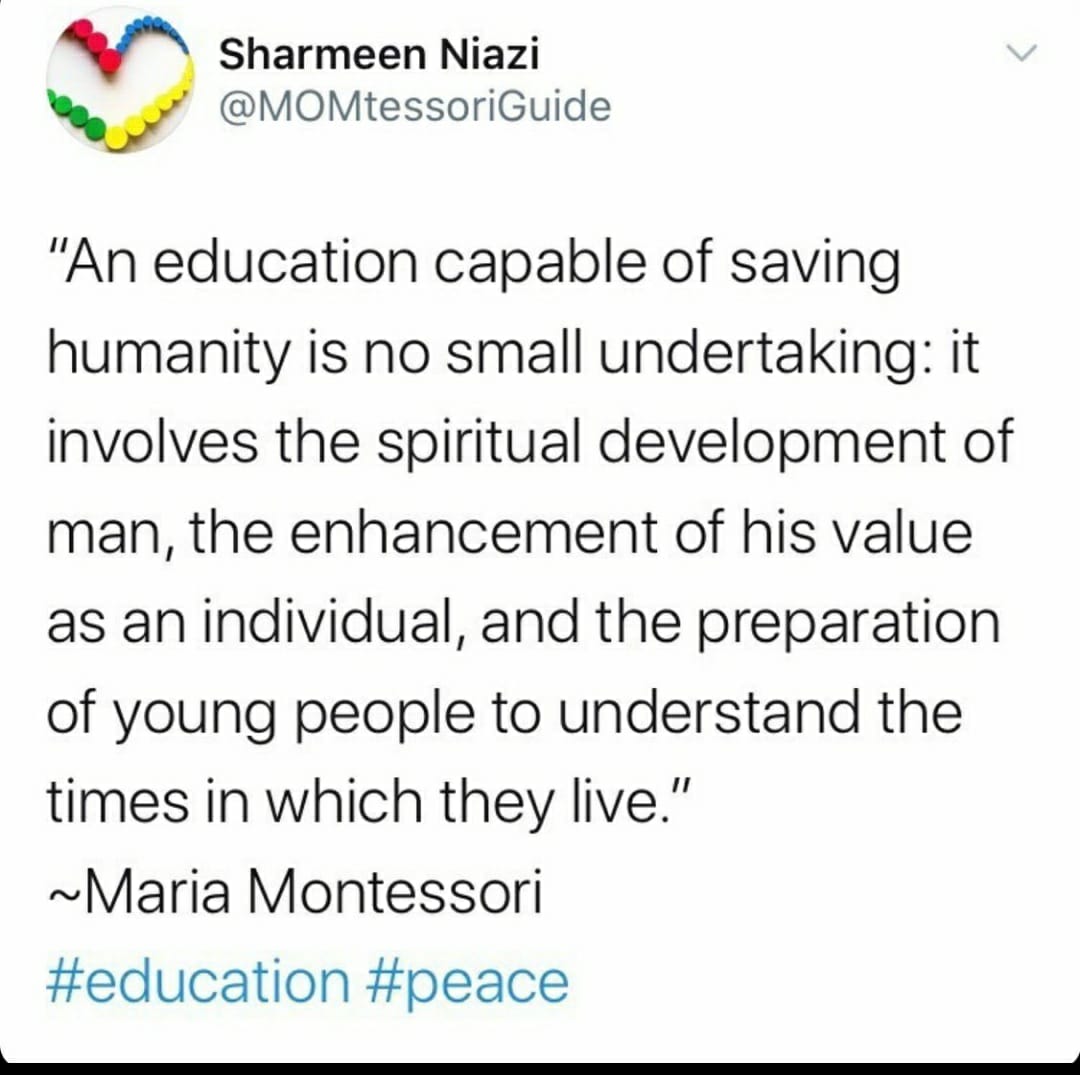 Sharmeen Niazi
@MOMtessoriGuide
"An education capable of saving
humanity is no small undertaking: it
involves the spiritual development of
man, the enhancement of his value
as an individual, and the preparation
of young people to understand the
times in which they live."
~Maria Montessori
#education #peace